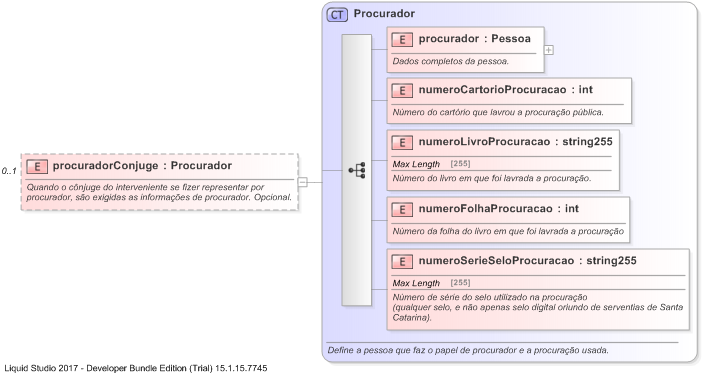 CT Procurador
E procurador : Pessoa
Dados completos da pessoa.
E numeroCartorioProcuracao : int
Número do cartório que lavrou a procuração pública.
E numeroLivroProcuracao : string255
Max Length [255]
Número do livro em que foi lavrada a procuração.
0..1
E procuradorConjuge : Procurador
Quando o cônjuge do interveniente se fizer representar por
procurador, são exigidas as informações de procurador. Opcional.
E numeroFolhaProcuracao : int
Número da folha do livro em que foi lavrada a procuração
E numeroSerieSeloProcuracao : string255
Max Length [255]
Número de série do selo utilizado na procuração
(qualquer selo, e não apenas selo digital oriundo de serventias de Santa
Catarina).
Define a pessoa que faz o papel de procurador e a procuração usada.
Liquid Studio 2017 - Developer Bundle Edition (Trial) 15.1.15.7745